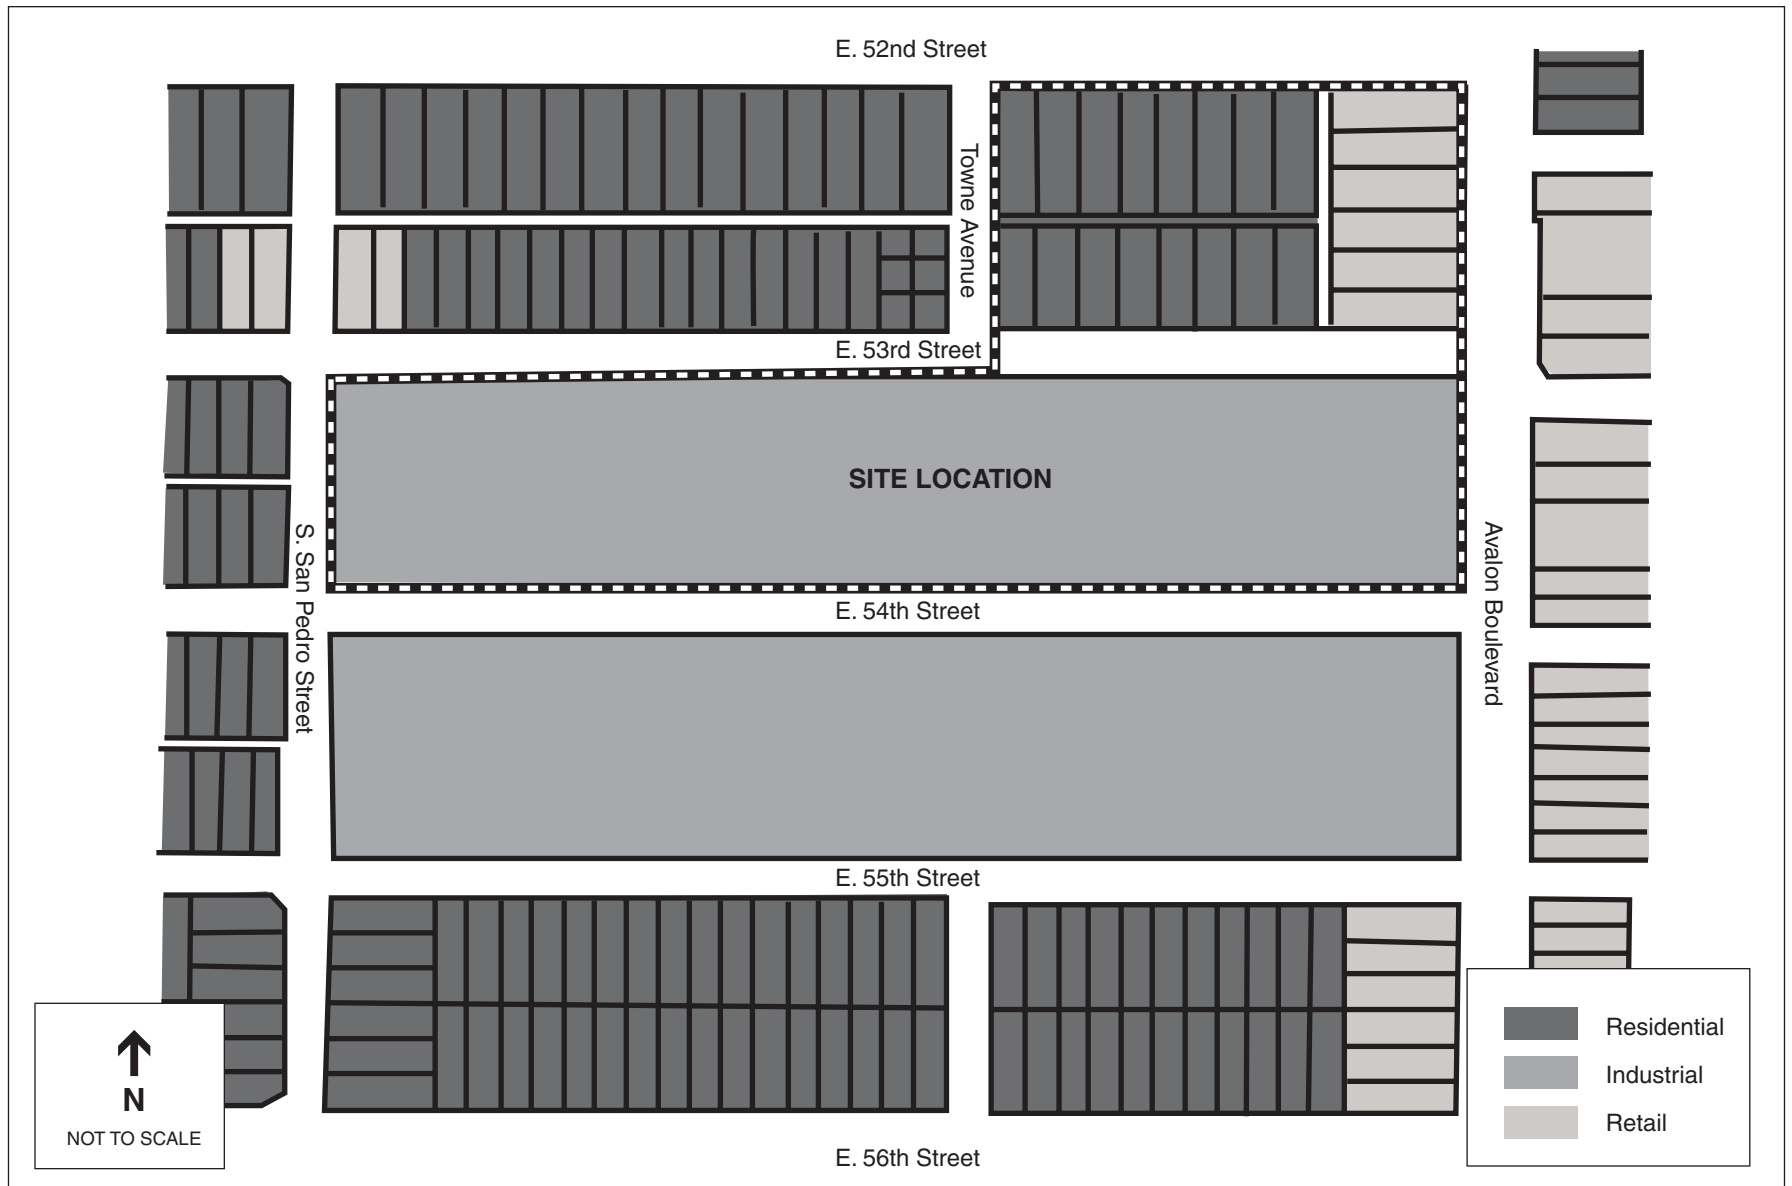 E. 52nd Street
Towne Avenue
E. 53rd Street
SITE LOCATION
S. San Pedro Street
Avalon Boulevard
E. 54th Street
E. 55th Street
N
NOT TO SCALE
Residential
Industrial
Retail
E. 56th Street